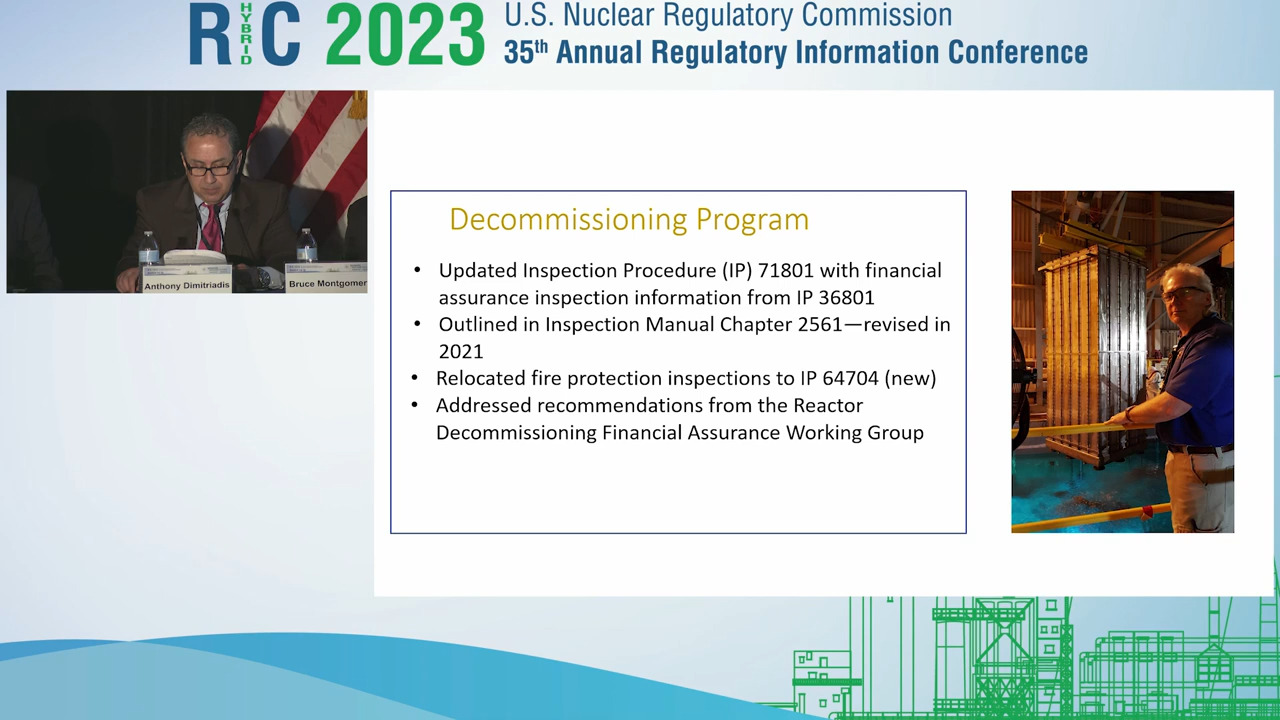 RIC 2023
HYBRID
U.S. Nuclear Regulatory Commission
35th Annual Regulatory Information Conference
Anthony Dimitriadis
Bruce Montgomer
Decommissioning Program
• Updated Inspection Procedure (IP) 71801 with financial
assurance inspection information from IP 36801
• Outlined in Inspection Manual Chapter 2561—revised in
2021
• Relocated fire protection inspections to IP 64704 (new)
• Addressed recommendations from the Reactor
Decommissioning Financial Assurance Working Group